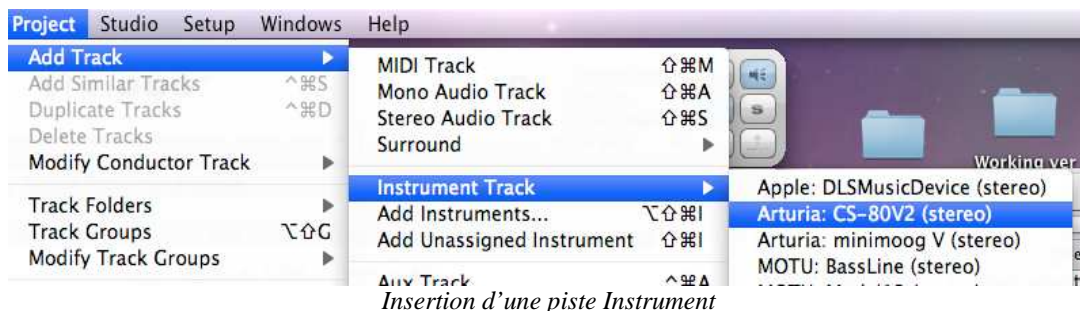 Project Studio Setup Windows Help
Add Track
Add Similar Tracks ^⌘S
Duplicate Tracks ^⌘D
Delete Tracks
Modify Conductor Track
Track Folders
Track Groups ⌥⇧G
Modify Track Groups
MIDI Track ⇧⌘M
Mono Audio Track ⇧⌘A
Stereo Audio Track ⇧⌘S
Surround
Instrument Track
Add Instruments... ⌥⇧⌘I
Add Unassigned Instrument ⇧⌘I
Aux Track ^⌘A
S
Working ver
Apple: DLSMusicDevice (stereo)
Arturia: CS-80V2 (stereo)
Arturia: minimoog V (stereo)
MOTU: BassLine (stereo)
Insertion d'une piste Instrument